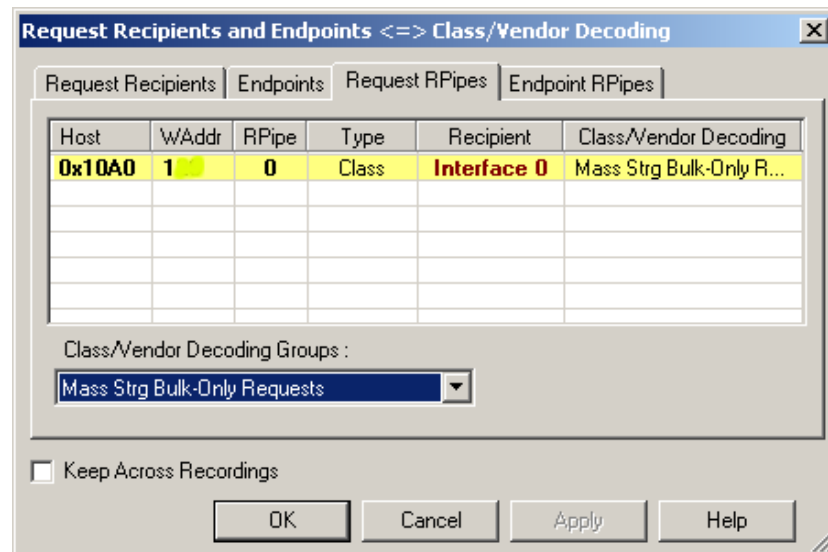 Request Recipients and Endpoints <=> Class/Vendor Decoding
Request Recipients Endpoints Request RPipes Endpoint RPipes
Host WAddr RPipe Type Recipient Class/Vendor Decoding
0x10A0 1 0 Class Interface 0 Mass Strg Bulk-Only R...
Class/Vendor Decoding Groups :
Mass Strg Bulk-Only Requests
Keep Across Recordings
OK Cancel Apply Help